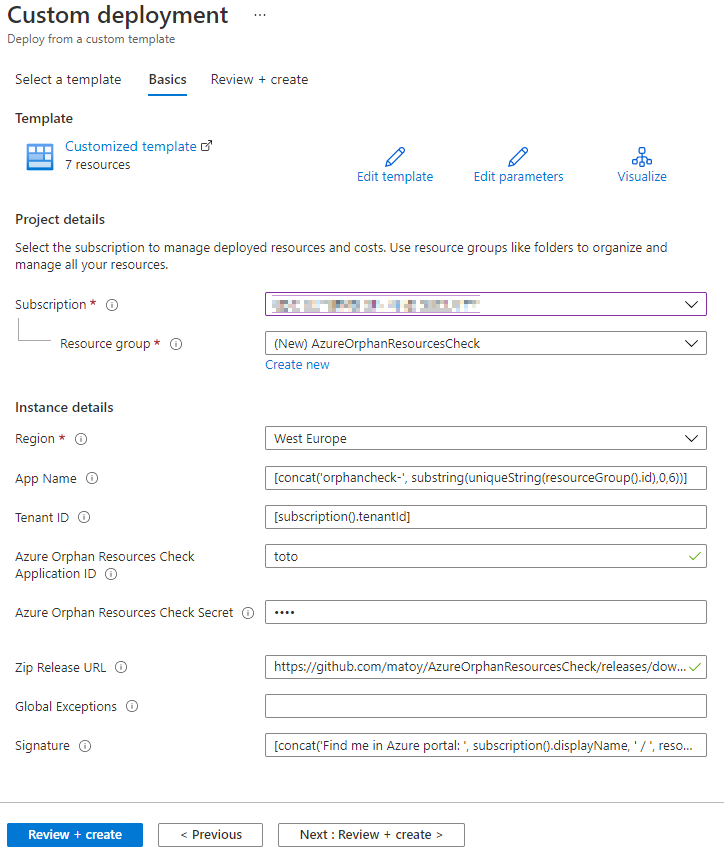 Custom deployment ...
Deploy from a custom template
Select a template Basics Review + create
Template
Customized template
7 resources
Edit template Edit parameters Visualize
Project details
Select the subscription to manage deployed resources and costs. Use resource groups like folders to organize and
manage all your resources.
Subscription *
Resource group * (New) AzureOrphanResourcesCheck
Create new
Instance details
Region * West Europe
App Name [concat('orphancheck-', substring(uniqueString(resourceGroup().id),0,6))]
Tenant ID [subscription().tenantId]
Azure Orphan Resources Check
Application ID toto
Azure Orphan Resources Check Secret ••••
Zip Release URL https://github.com/matoy/AzureOrphanResourcesCheck/releases/dow...
Global Exceptions
Signature [concat('Find me in Azure portal: ', subscription().displayName, ' / ', reso...
Review + create < Previous Next : Review + create >